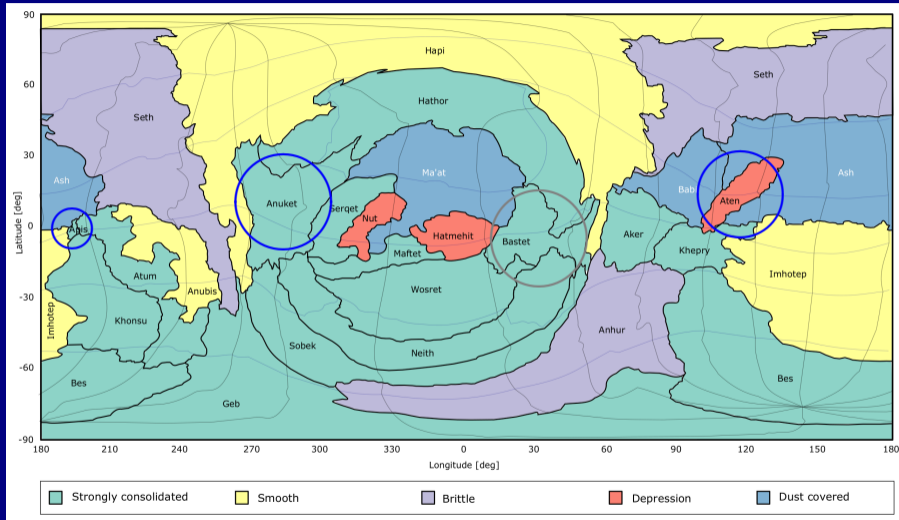 90
Hapi
Seth
Hathor
60
Seth
30
Ash
Ma'at
Ash
Bab
Aten
Anuket
Serqet
Nut
Apis
0
Hatmehit
Bastet
Aker
Maftet
Khepry
Atum
Imhotep
Anubis
Wosret
-30
Imhotep
Khonsu
Anhur
Sobek
Neith
-60
Bes
Bes
Geb
-90
Latitude [deg]
180 210 240 270 300 330 0 30 60 90 120 150 180
Longitude [deg]
Strongly consolidated Smooth Brittle Depression Dust covered